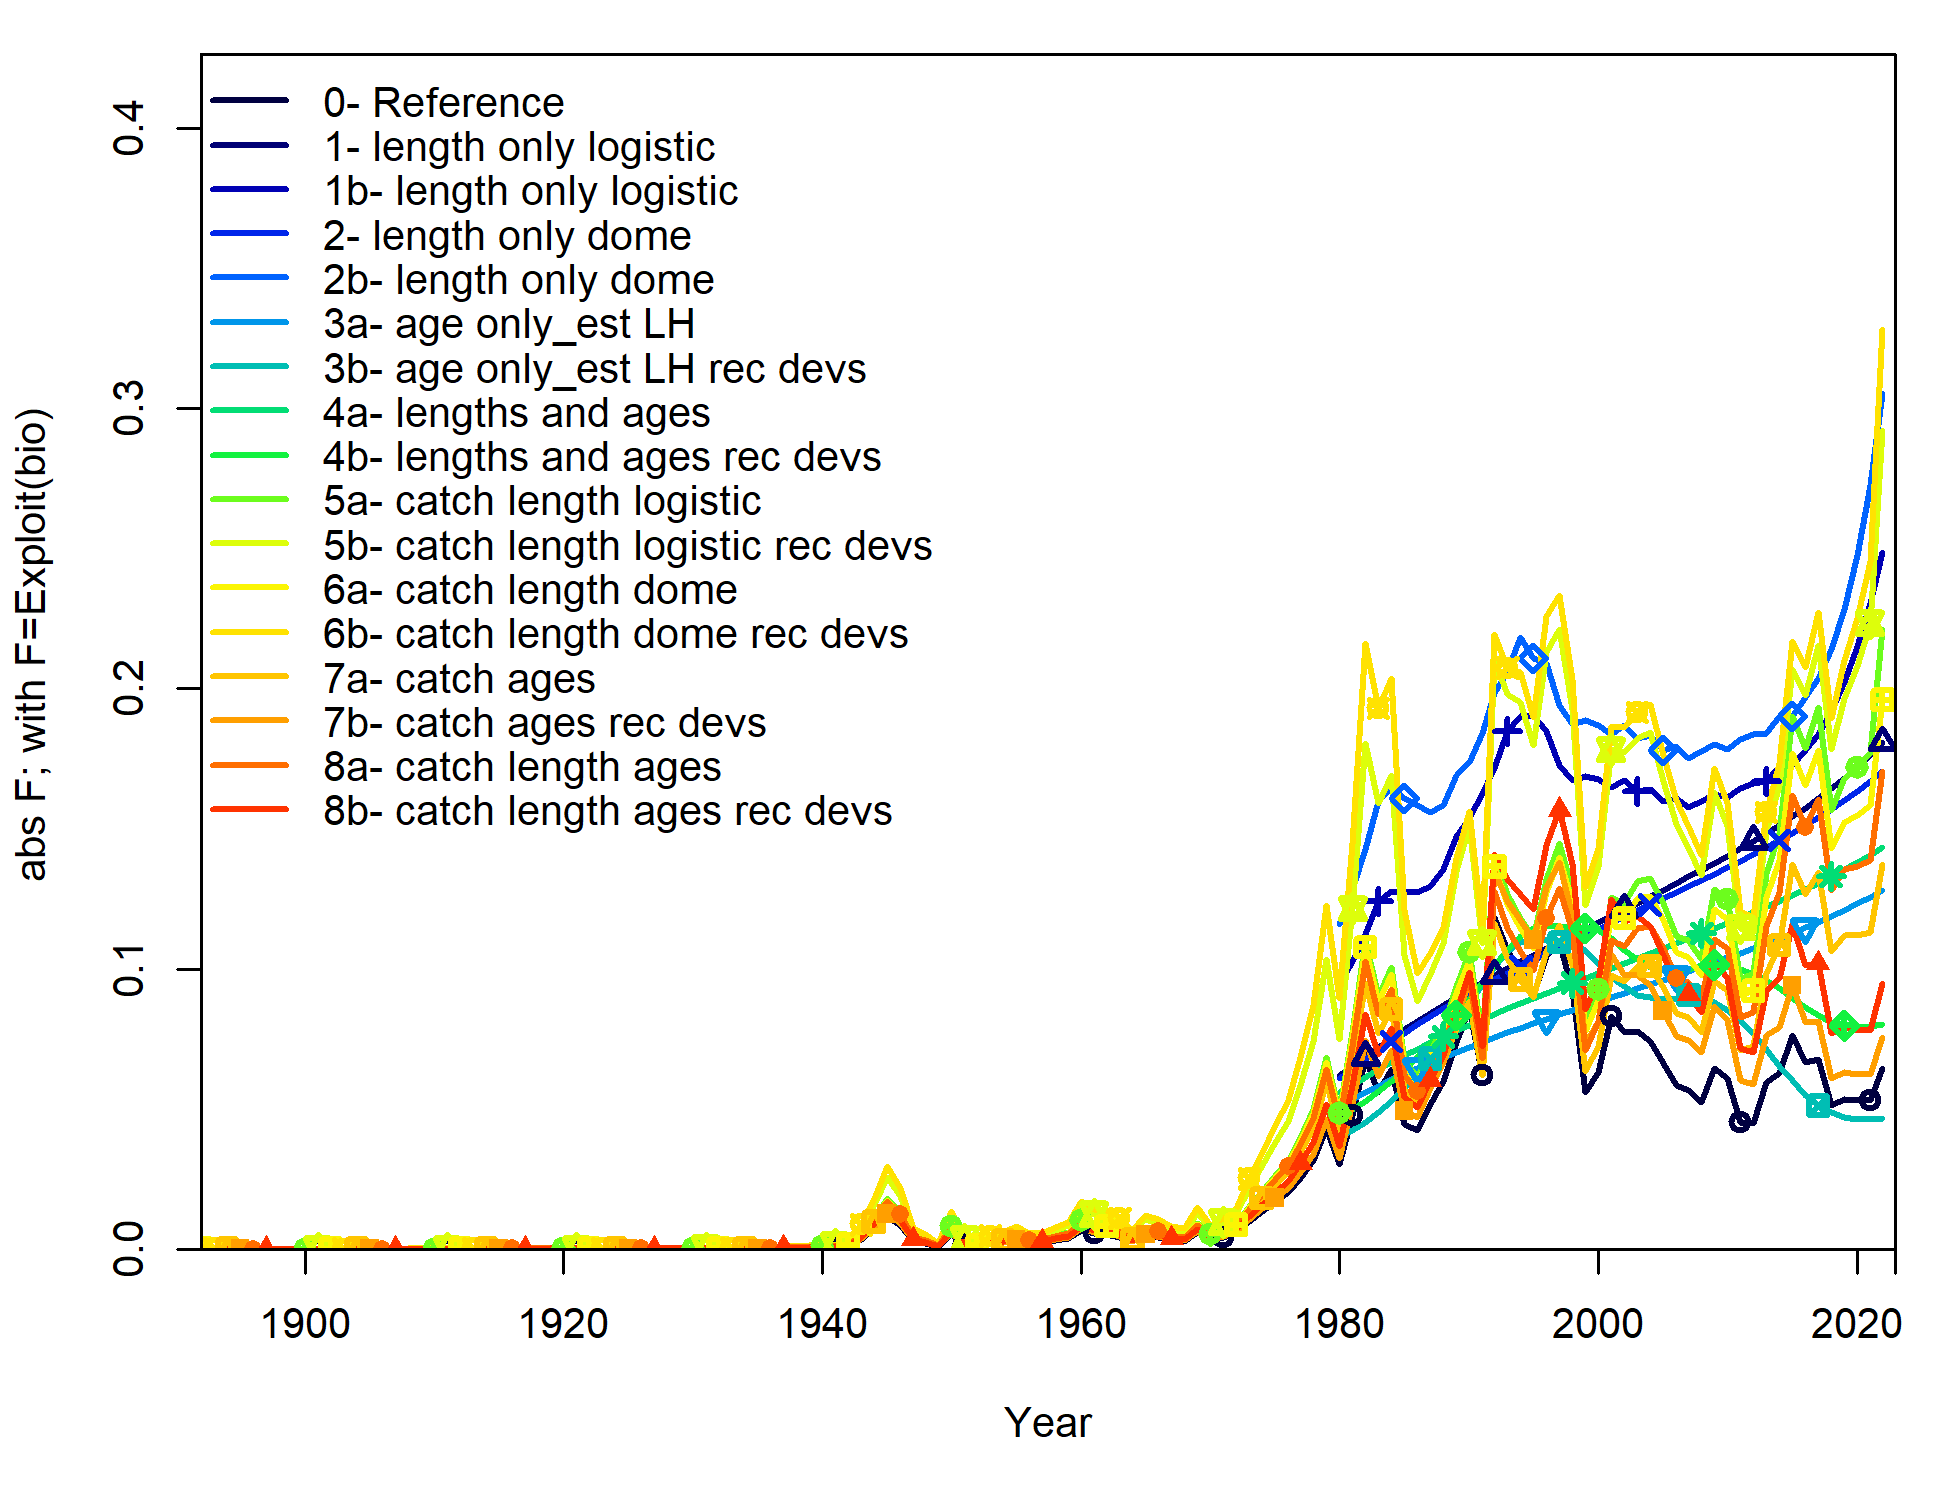 0- Reference
1- length only logistic
1b- length only logistic
2- length only dome
2b- length only dome
3a- age only_est LH
3b- age only_est LH rec devs
4a- lengths and ages
4b- lengths and ages rec devs
5a- catch length logistic
5b- catch length logistic rec devs
6a- catch length dome
6b- catch length dome rec devs
7a- catch ages
7b- catch ages rec devs
8a- catch length ages
8b- catch length ages rec devs
abs F; with F=Exploit(bio)
0.4
0.3
0.2
0.1
0.0
1900 1920 1940 1960 1980 2000 2020
Year